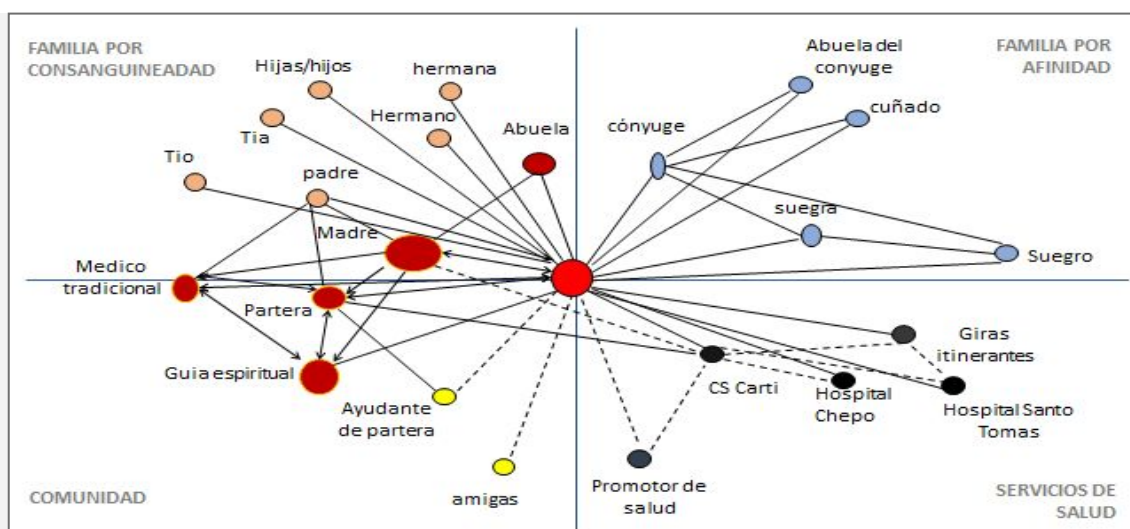 FAMILIA POR
CONSANGUINEADAD
Hijas/hijos
hermana
Hermano
Tia
Abuela
Tio
padre
Madre
FAMILIA POR
AFINIDAD
Abuela del
conyuge
cuñado
cónyuge
suegra
Suegro
Medico
tradicional
Partera
Guia espiritual
Ayudante
de partera
amigas
COMUNIDAD
Giras
itinerantes
CS Carti
Hospital
Chepo
Hospital Santo
Tomas
Promotor de
salud
SERVICIOS DE
SALUD